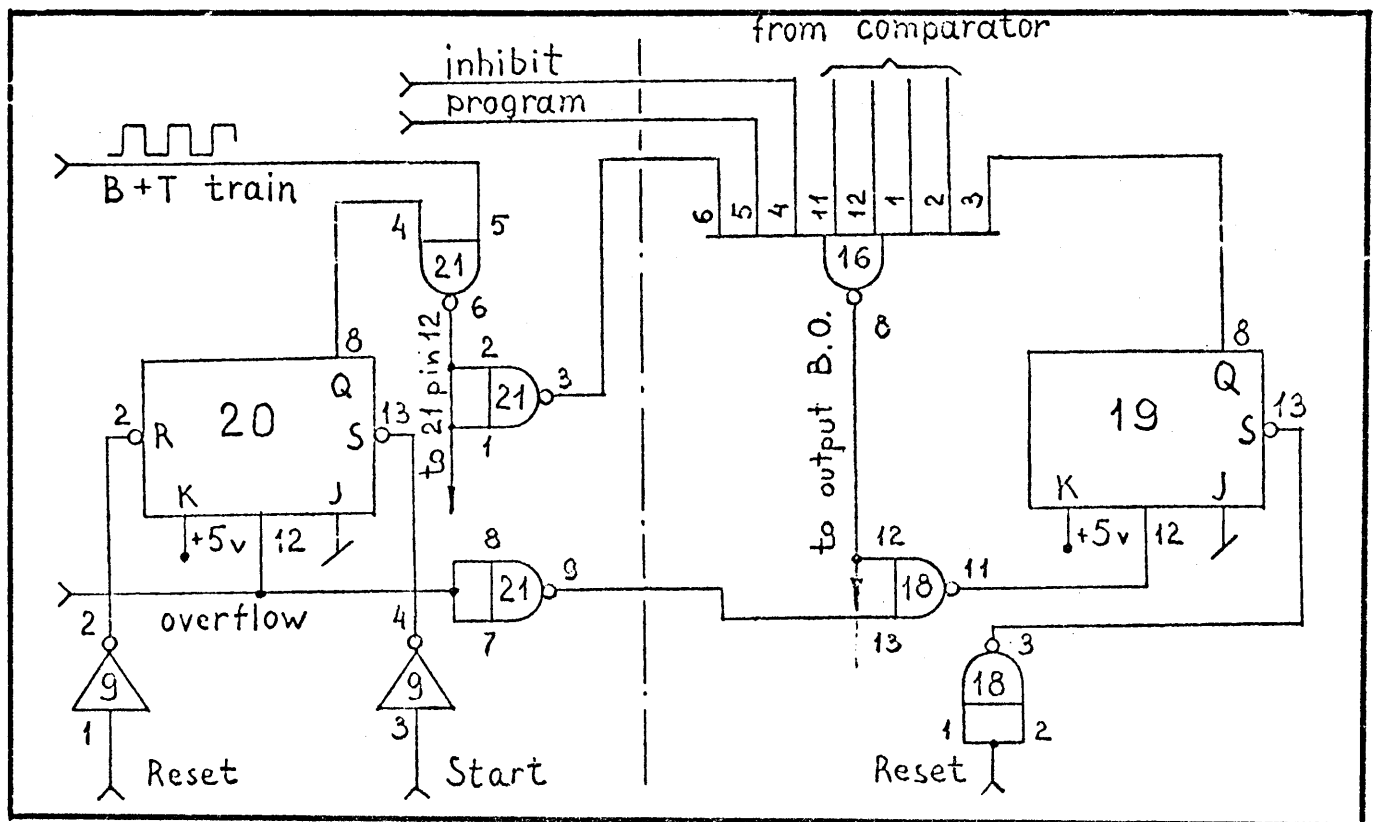 from comparator
inhibit
program
B+T train
6 5 4 11 12 1 2 3
4 5
21
6
16
8
8
8
Q
20
2
R
S
13
K
J
+5v
12
to 21 pin 12
2
21
3
1
to output B.O.
19
Q
S
13
K
J
+5v
12
8
21
9
7
12
18
11
13
overflow
2
9
1
Reset
4
9
3
Start
3
18
1
2
Reset